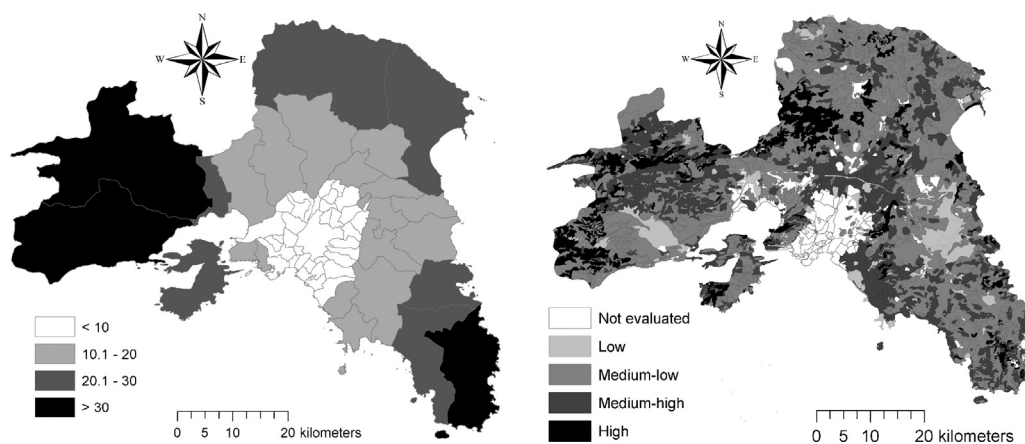 N
W E
S
< 10
10.1 - 20
20.1 - 30
> 30
0 5 10 20 kilometers
N
W E
S
Not evaluated
Low
Medium-low
Medium-high
High
0 5 10 20 kilometers